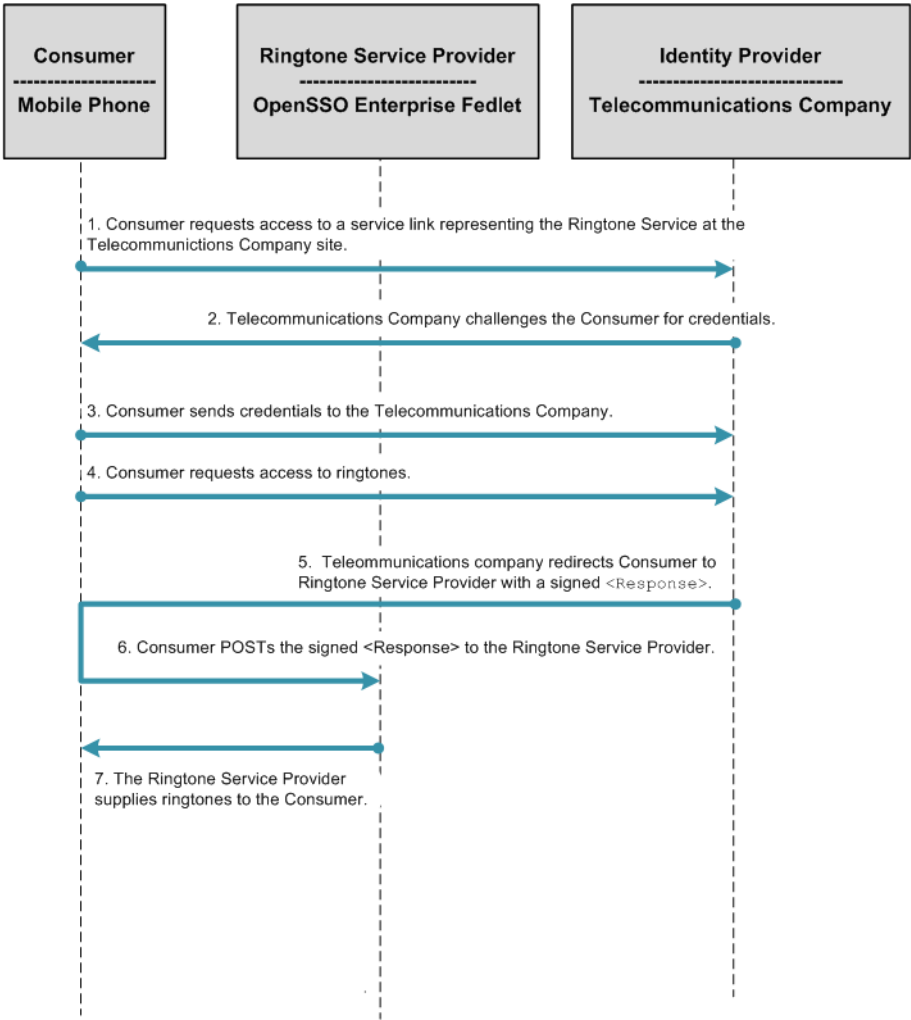 Consumer
Mobile Phone
Ringtone Service Provider
OpenSSO Enterprise Fedlet
Identity Provider
Telecommunications Company
1. Consumer requests access to a service link representing the Ringtone Service at the
Telecommunictions Company site.
2. Telecommunications Company challenges the Consumer for credentials.
3. Consumer sends credentials to the Telecommunications Company.
4. Consumer requests access to ringtones.
5. Teleommunications company redirects Consumer to
Ringtone Service Provider with a signed <Response>.
6. Consumer POSTs the signed <Response> to the Ringtone Service Provider.
7. The Ringtone Service Provider
supplies ringtones to the Consumer.